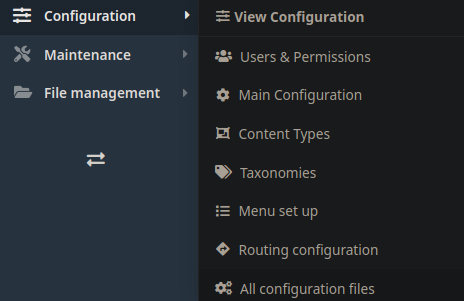 Configuration
Maintenance
File management
View Configuration
Users & Permissions
Main Configuration
Content Types
Taxonomies
Menu set up
Routing configuration
All configuration files